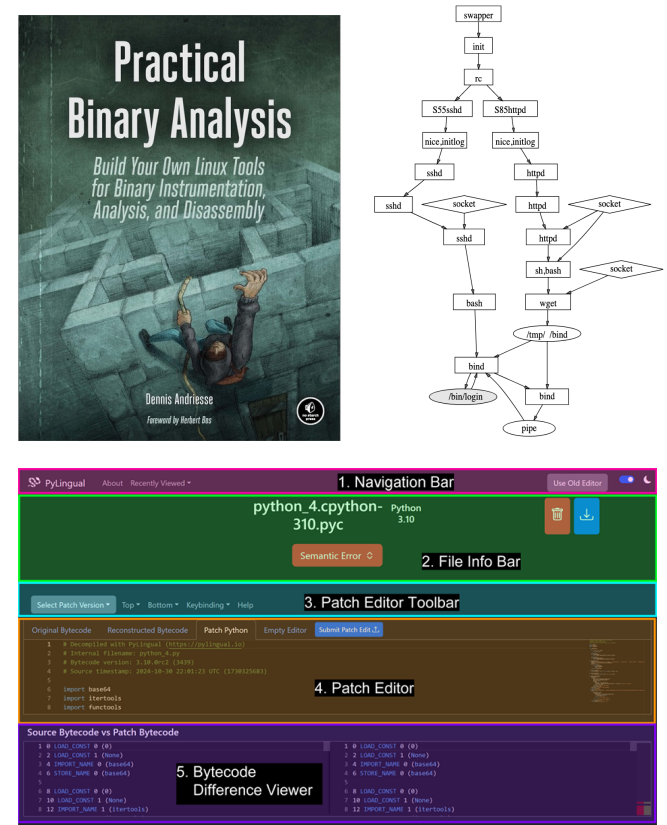 Practical
Binary Analysis
Build Your Own Linux Tools
for Binary Instrumentation,
Analysis, and Disassembly
Dennis Andriesse
Foreword by Herbert Bos
no starch
press
swapper
init
rc
S55sshd
S85httpd
nice,initlog
nice,initlog
sshd
httpd
sshd
socket
httpd
socket
sshd
httpd
sh,bash
socket
bash
wget
/tmp/ /bind
bind
/bin/login
bind
pipe
PyLingual About Recently Viewed
1. Navigation Bar
Use Old Editor
python_4.cpython-
310.pyc
Python
3.10
Semantic Error
2. File Info Bar
Select Patch Version Top Bottom Keybinding Help
3. Patch Editor Toolbar
Original Bytecode Reconstructed Bytecode Patch Python Empty Editor Submit Patch Edit
1 # Decompiled with PyLingual (https://pylingual.io)
2 # Internal filename: python_4.py
3 # Bytecode version: 3.10.0rc2 (3439)
4 # Source timestamp: 2024-10-30 22:01:23 UTC (1730325683)
5
6 import base64
7 import itertools
8 import functools
4. Patch Editor
Source Bytecode vs Patch Bytecode
1 0 LOAD_CONST 0 (0)
2 2 LOAD_CONST 1 (None)
3 4 IMPORT_NAME 0 (base64)
4 6 STORE_NAME 0 (base64)
5
6 8 LOAD_CONST 0 (0)
7 10 LOAD_CONST 1 (None)
8 12 IMPORT_NAME 1 (itertools)
5. Bytecode
Difference Viewer
1 0 LOAD_CONST 0 (0)
2 2 LOAD_CONST 1 (None)
3 4 IMPORT_NAME 0 (base64)
4 6 STORE_NAME 0 (base64)
5
6 8 LOAD_CONST 0 (0)
7 10 LOAD_CONST 1 (None)
8 12 IMPORT_NAME 1 (itertools)